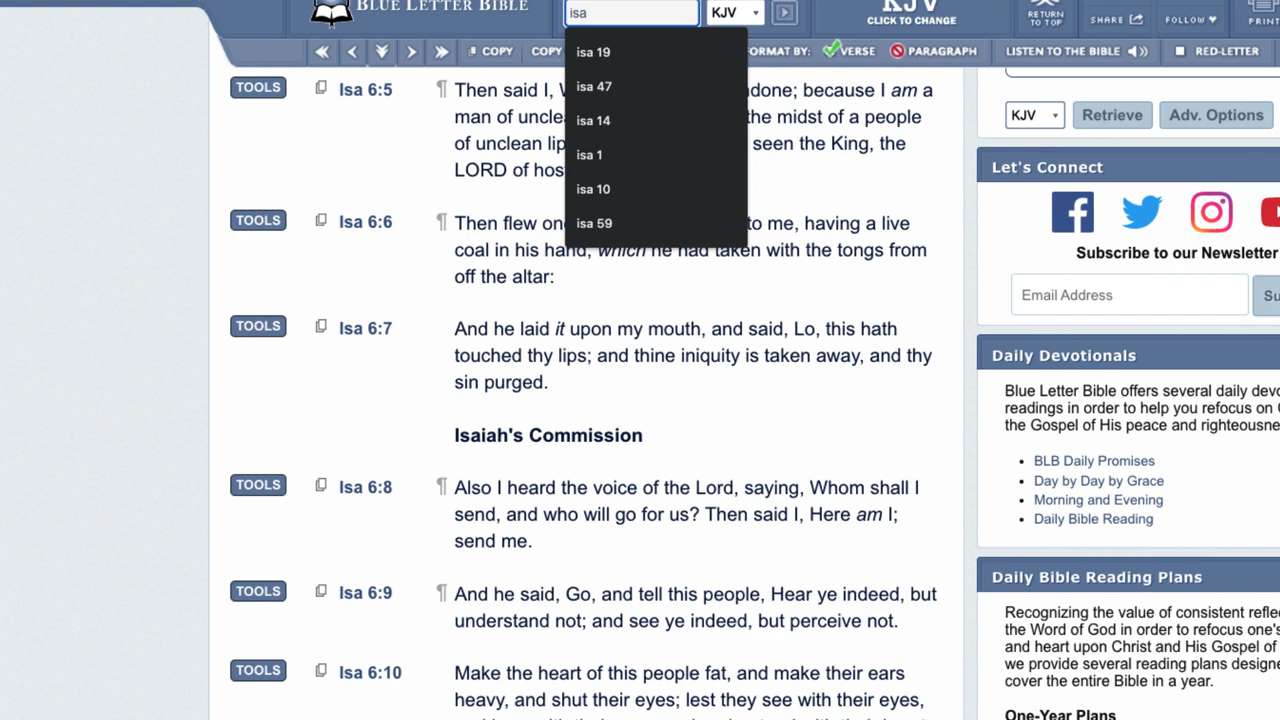 BLUE LETTER BIBLE
isa
KJV
KJV
CLICK TO CHANGE
RETURN
TO TOP
SHARE
FOLLOW
PRINT
COPY
COPY
FORMAT BY:
VERSE
PARAGRAPH
LISTEN TO THE BIBLE
RED-LETTER
isa 19
isa 47
isa 14
isa 1
isa 10
isa 59
TOOLS
Isa 6:5
¶ Then said I, because I am a
man of the midst of a people
of unclean seen the King, the
LORD of
TOOLS
Isa 6:6
¶ Then flew to me, having a live
coal in his hand, which he had taken with the tongs from
off the altar:
TOOLS
Isa 6:7
And he laid it upon my mouth, and said, Lo, this hath
touched thy lips; and thine iniquity is taken away, and thy
sin purged.
Isaiah's Commission
TOOLS
Isa 6:8
¶ Also I heard the voice of the Lord, saying, Whom shall I
send, and who will go for us? Then said I, Here am I;
send me.
TOOLS
Isa 6:9
¶ And he said, Go, and tell this people, Hear ye indeed, but
understand not; and see ye indeed, but perceive not.
TOOLS
Isa 6:10
Make the heart of this people fat, and make their ears
heavy, and shut their eyes; lest they see with their eyes,
KJV
Retrieve
Adv. Options
Let's Connect
Subscribe to our Newsletter
Email Address
Su
Daily Devotionals
Blue Letter Bible offers several daily devo
readings in order to help you refocus on
the Gospel of His peace and righteousne
• BLB Daily Promises
• Day by Day by Grace
• Morning and Evening
• Daily Bible Reading
Daily Bible Reading Plans
Recognizing the value of consistent refle
the Word of God in order to refocus one's
and heart upon Christ and His Gospel of
we provide several reading plans designe
cover the entire Bible in a year.
One-Year Plans